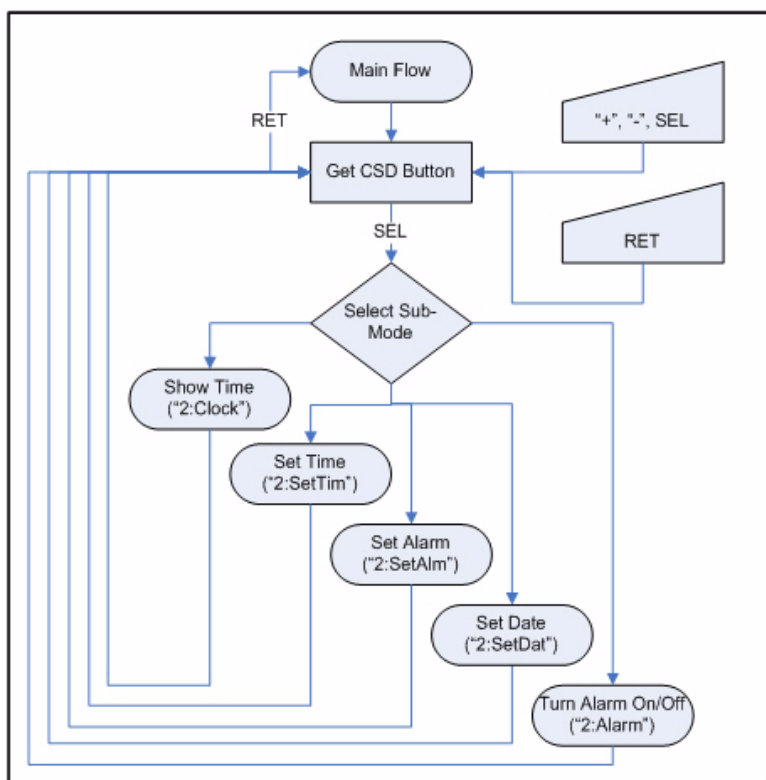 Main Flow
RET
"+", "-", SEL
Get CSD Button
SEL
RET
Select Sub-
Mode
Show Time
("2:Clock")
Set Time
("2:SetTim")
Set Alarm
("2:SetAlm")
Set Date
("2:SetDat")
Turn Alarm On/Off
("2:Alarm")